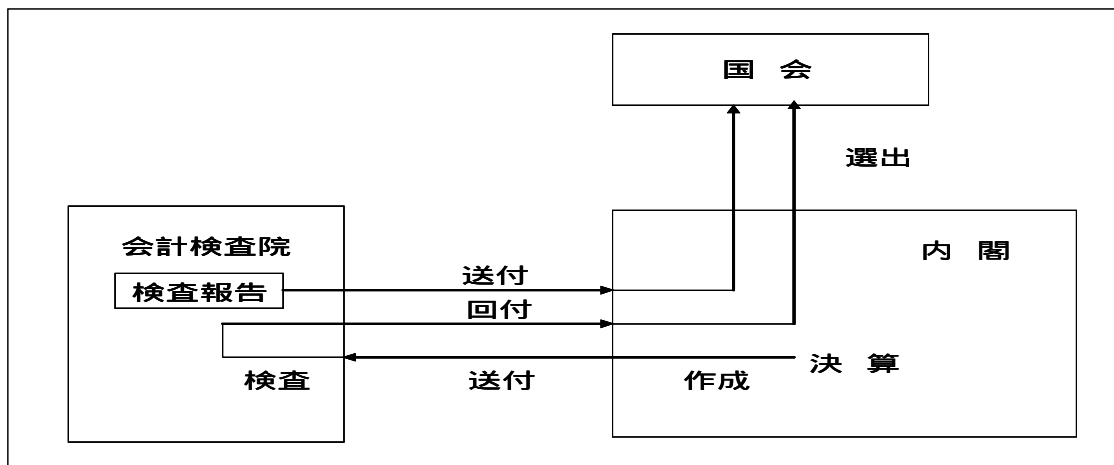 国 会
選出
会計検査院
内 閣
検査報告
送付
回付
決 算
検査
送付
作成